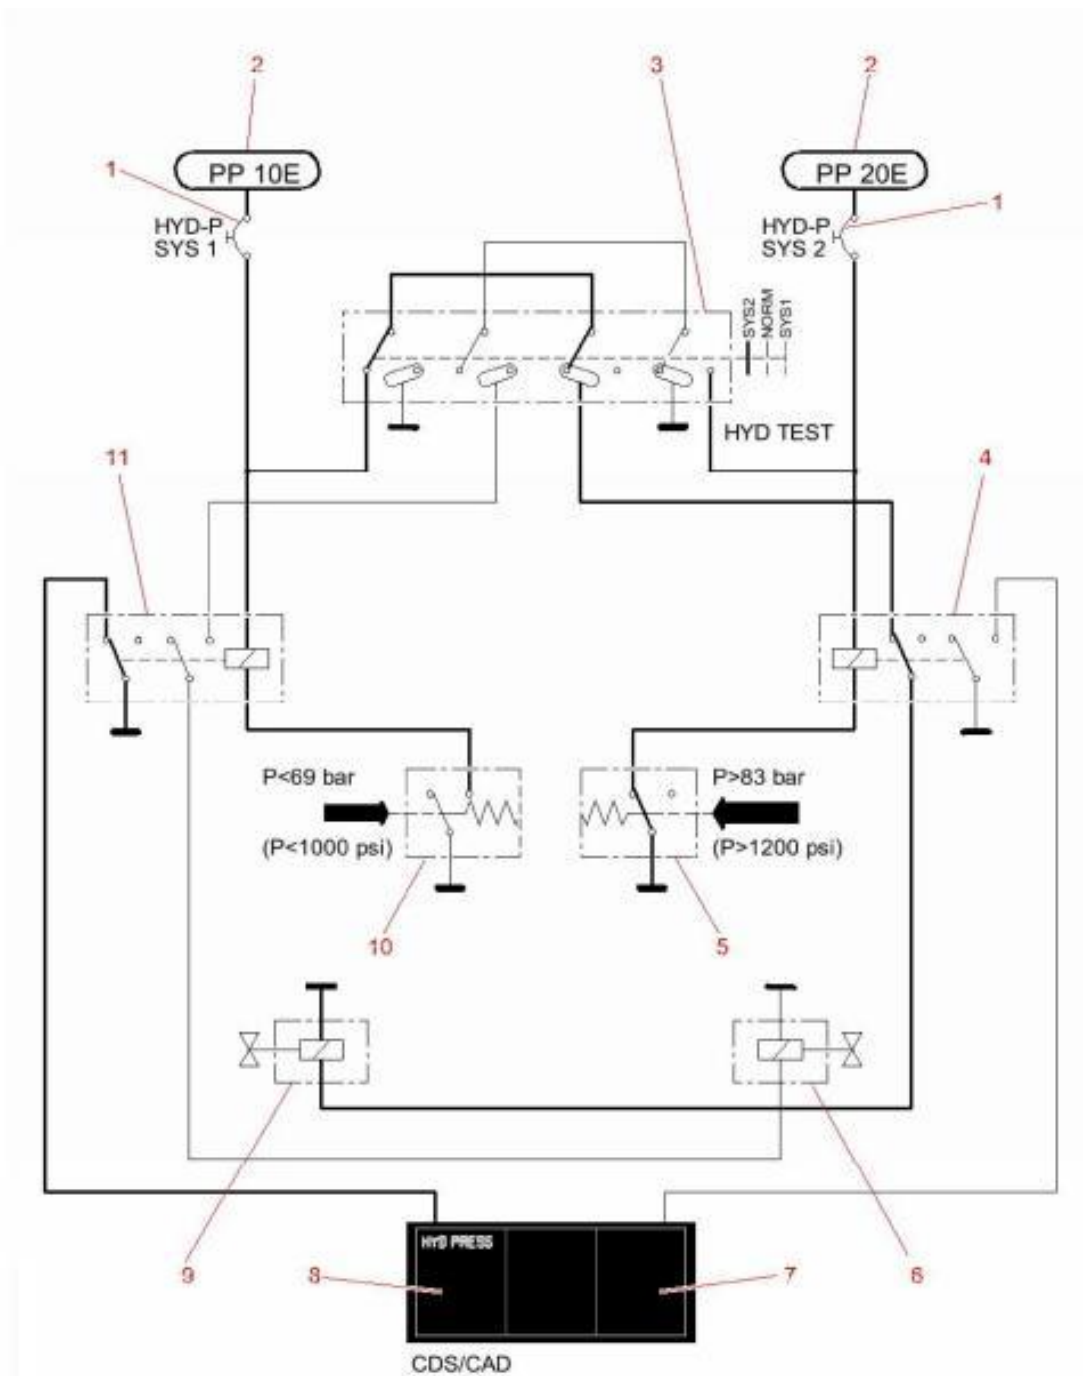 2
3
2
1
PP 10E
PP 20E
1
HYD-P
SYS 1
HYD-P
SYS 2
SYS2
NORM
SYS1
HYD TEST
11
4
P<69 bar
(P<1000 psi)
P>83 bar
(P>1200 psi)
10
5
9
8
HYD PRESS
7
6
CDS/CAD